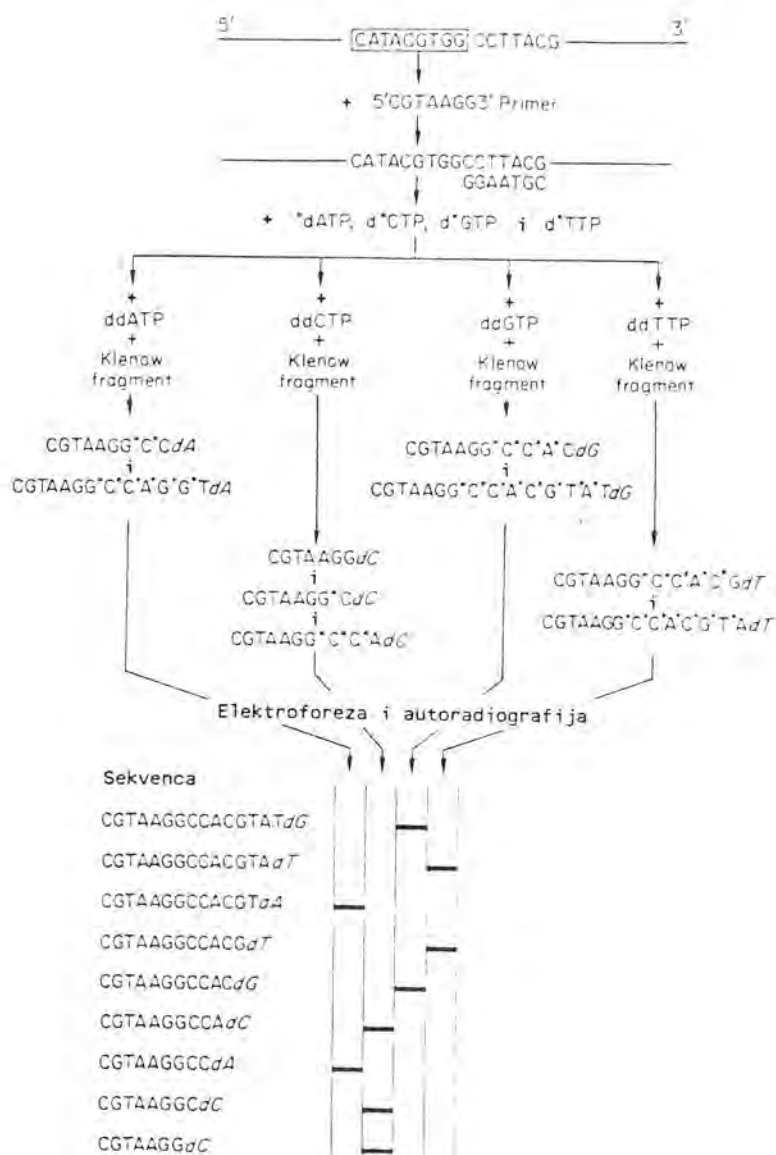 5' CATAGGTGG CCTTACG 3'
+ 5'CGTAAGG3' Primer
CATACGTGGCCTTACG
GGAATGC
+ *dATP, d*CTP, d*GTP i d*TTP
+ + + +
ddATP ddCTP ddGTP ddTTP
+ + + +
Klenow Klenow Klenow Klenow
fragment fragment fragment fragment
CGTAAGG*C*CdA
i
CGTAAGG*C*C*A*G*G*TdA
CGTAAGG*C*C*A*CdG
i
CGTAAGG*C*C*A*C*G*T*A*TdG
CGTAAGGdC
i
CGTAAGG*CdC
i
CGTAAGG*C*C*AdC
CGTAAGG*C*C*A*C*GdT
i
CGTAAGG*C*C*A*C*G*T*AdT
Elektroforeza i autoradiografija
Sekvenca
CGTAAGGCCACGTATdG
CGTAAGGCCACGTAdT
CGTAAGGCCACGTdA
CGTAAGGCCACGdT
CGTAAGGCCACdG
CGTAAGGCCAdC
CGTAAGGCCdA
CGTAAGGCdC
CGTAAGGdC